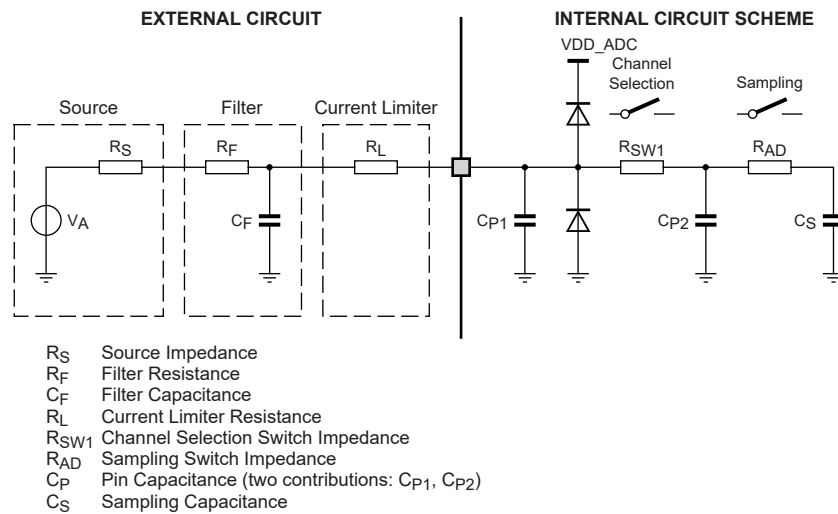 EXTERNAL CIRCUIT
INTERNAL CIRCUIT SCHEME
VDD_ADC
Channel
Selection
Sampling
Source
Filter
Current Limiter
RS
RF
RL
RSW1
RAD
VA
CF
CP1
CP2
CS
RS Source Impedance
RF Filter Resistance
CF Filter Capacitance
RL Current Limiter Resistance
RSW1 Channel Selection Switch Impedance
RAD Sampling Switch Impedance
CP Pin Capacitance (two contributions: CP1, CP2)
CS Sampling Capacitance